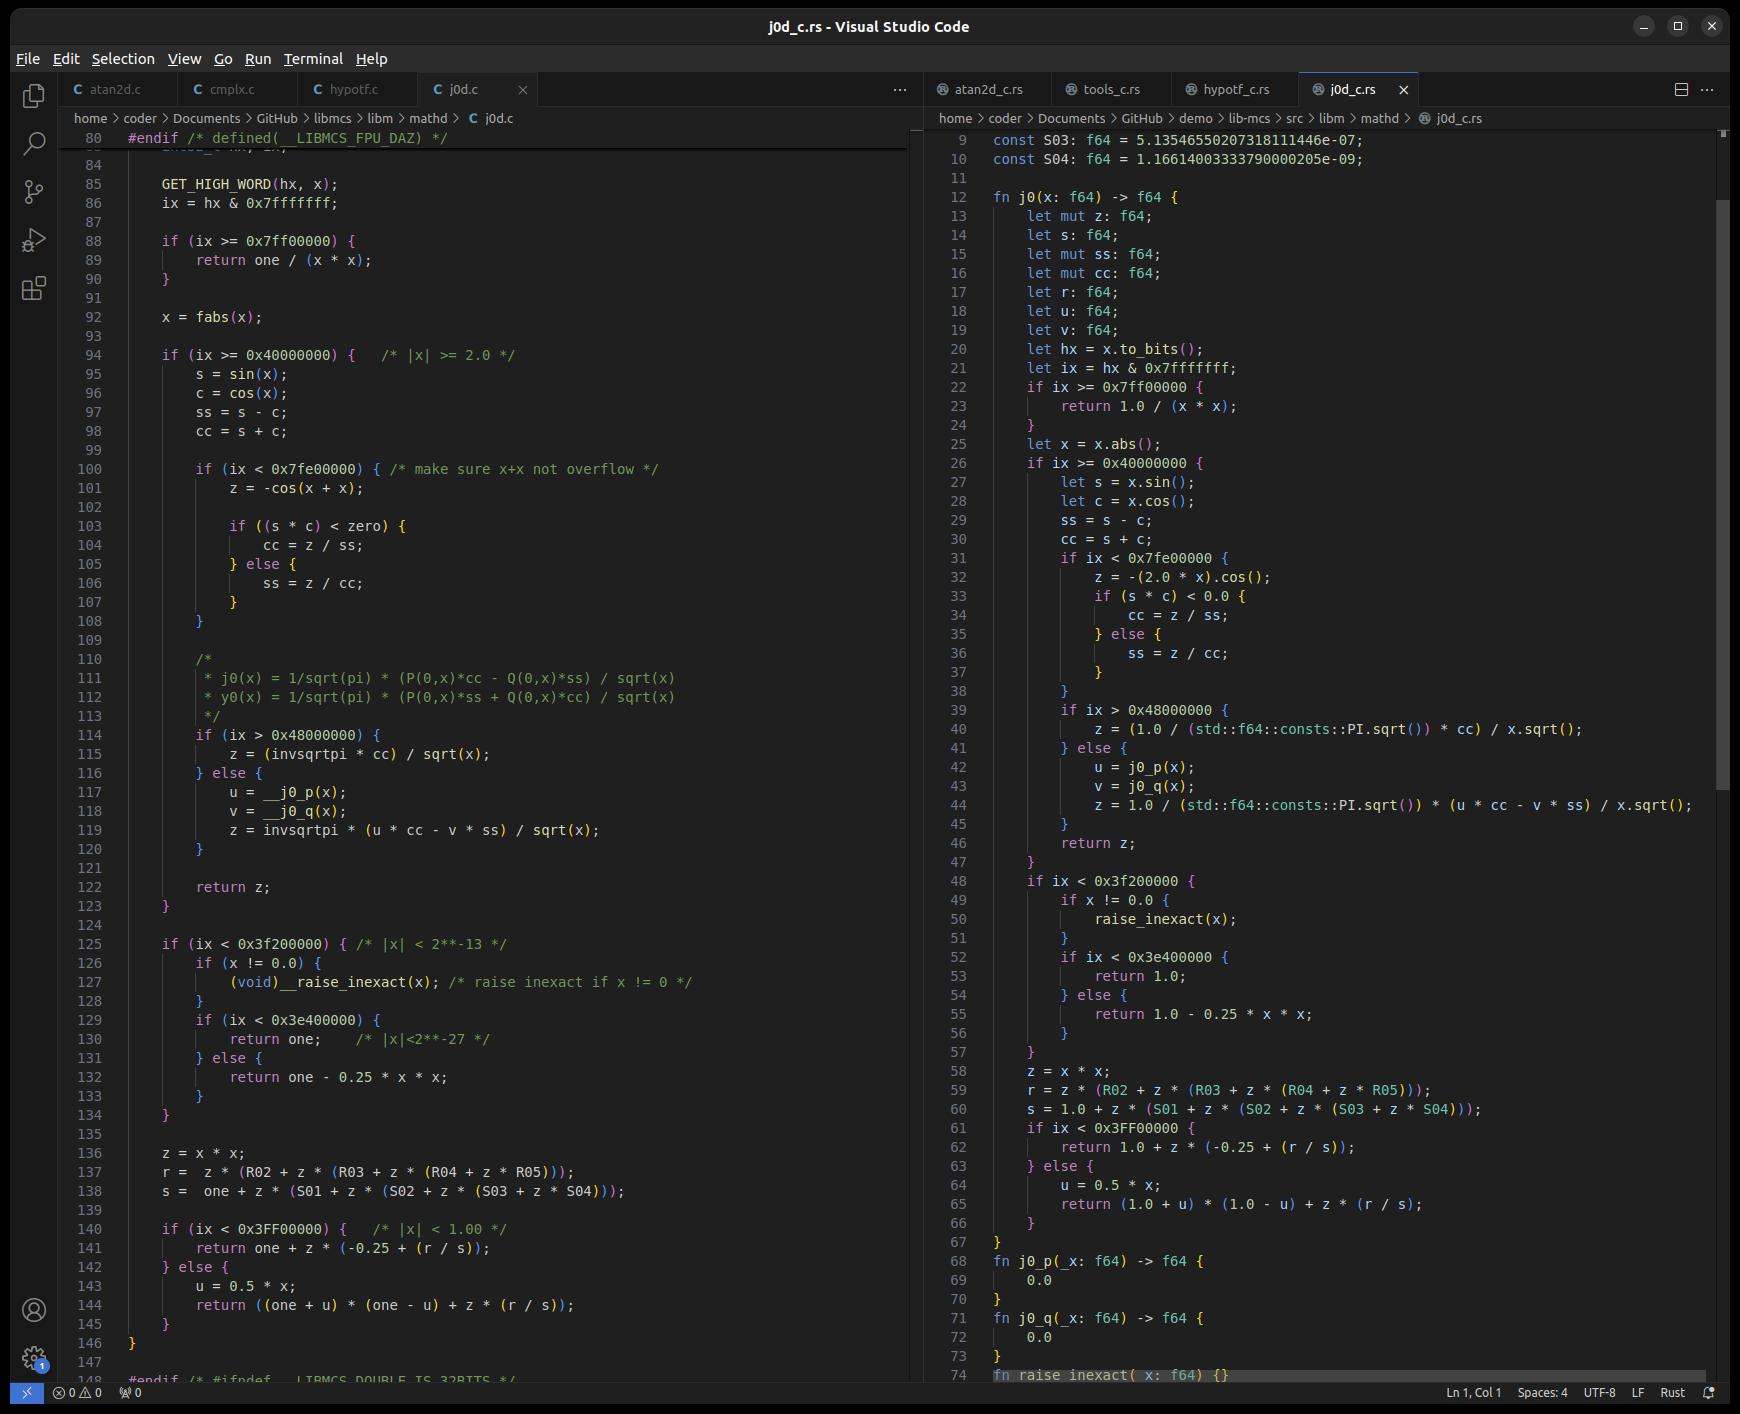 j0d_c.rs - Visual Studio Code
File Edit Selection View Go Run Terminal Help
C atan2d.c C cmplx.c C hypotf.c C j0d.c
home > coder > Documents > GitHub > libmcs > libm > mathd > C j0d.c
80 #endif /* defined(__LIBMCS_FPU_DAZ) */
84
85 GET_HIGH_WORD(hx, x);
86 ix = hx & 0x7fffffff;
87
88 if (ix >= 0x7ff00000) {
89 return one / (x * x);
90 }
91
92 x = fabs(x);
93
94 if (ix >= 0x40000000) { /* |x| >= 2.0 */
95 s = sin(x);
96 c = cos(x);
97 ss = s - c;
98 cc = s + c;
99
100 if (ix < 0x7fe00000) { /* make sure x+x not overflow */
101 z = -cos(x + x);
102
103 if ((s * c) < zero) {
104 cc = z / ss;
105 } else {
106 ss = z / cc;
107 }
108 }
109
110 /*
111 * j0(x) = 1/sqrt(pi) * (P(0,x)*cc - Q(0,x)*ss) / sqrt(x)
112 * y0(x) = 1/sqrt(pi) * (P(0,x)*ss + Q(0,x)*cc) / sqrt(x)
113 */
114 if (ix > 0x48000000) {
115 z = (invsqrtpi * cc) / sqrt(x);
116 } else {
117 u = __j0_p(x);
118 v = __j0_q(x);
119 z = invsqrtpi * (u * cc - v * ss) / sqrt(x);
120 }
121
122 return z;
123 }
124
125 if (ix < 0x3f200000) { /* |x| < 2**-13 */
126 if (x != 0.0) {
127 (void)__raise_inexact(x); /* raise inexact if x != 0 */
128 }
129 if (ix < 0x3e400000) {
130 return one; /* |x|<2**-27 */
131 } else {
132 return one - 0.25 * x * x;
133 }
134 }
135
136 z = x * x;
137 r = z * (R02 + z * (R03 + z * (R04 + z * R05)));
138 s = one + z * (S01 + z * (S02 + z * (S03 + z * S04)));
139
140 if (ix < 0x3FF00000) { /* |x| < 1.00 */
141 return one + z * (-0.25 + (r / s));
142 } else {
143 u = 0.5 * x;
144 return ((one + u) * (one - u) + z * (r / s));
145 }
146 }
147
148 #endif /* #ifndef __LIBMCS_DOUBLE_IS_32BITS */
atan2d_c.rs tools_c.rs hypotf_c.rs j0d_c.rs
home > coder > Documents > GitHub > demo > lib-mcs > src > libm > mathd > j0d_c.rs
9 const S03: f64 = 5.13546550207318111446e-07;
10 const S04: f64 = 1.16614003333790000205e-09;
11
12 fn j0(x: f64) -> f64 {
13 let mut z: f64;
14 let s: f64;
15 let mut ss: f64;
16 let mut cc: f64;
17 let r: f64;
18 let u: f64;
19 let v: f64;
20 let hx = x.to_bits();
21 let ix = hx & 0x7fffffff;
22 if ix >= 0x7ff00000 {
23 return 1.0 / (x * x);
24 }
25 let x = x.abs();
26 if ix >= 0x40000000 {
27 let s = x.sin();
28 let c = x.cos();
29 ss = s - c;
30 cc = s + c;
31 if ix < 0x7fe00000 {
32 z = -(2.0 * x).cos();
33 if (s * c) < 0.0 {
34 cc = z / ss;
35 } else {
36 ss = z / cc;
37 }
38 }
39 if ix > 0x48000000 {
40 z = (1.0 / (std::f64::consts::PI.sqrt()) * cc) / x.sqrt();
41 } else {
42 u = j0_p(x);
43 v = j0_q(x);
44 z = 1.0 / (std::f64::consts::PI.sqrt()) * (u * cc - v * ss) / x.sqrt();
45 }
46 return z;
47 }
48 if ix < 0x3f200000 {
49 if x != 0.0 {
50 raise_inexact(x);
51 }
52 if ix < 0x3e400000 {
53 return 1.0;
54 } else {
55 return 1.0 - 0.25 * x * x;
56 }
57 }
58 z = x * x;
59 r = z * (R02 + z * (R03 + z * (R04 + z * R05)));
60 s = 1.0 + z * (S01 + z * (S02 + z * (S03 + z * S04)));
61 if ix < 0x3FF00000 {
62 return 1.0 + z * (-0.25 + (r / s));
63 } else {
64 u = 0.5 * x;
65 return (1.0 + u) * (1.0 - u) + z * (r / s);
66 }
67 }
68 fn j0_p(_x: f64) -> f64 {
69 0.0
70 }
71 fn j0_q(_x: f64) -> f64 {
72 0.0
73 }
74 fn raise_inexact(_x: f64) {}
1
0 0 0 Ln 1, Col 1 Spaces: 4 UTF-8 LF Rust